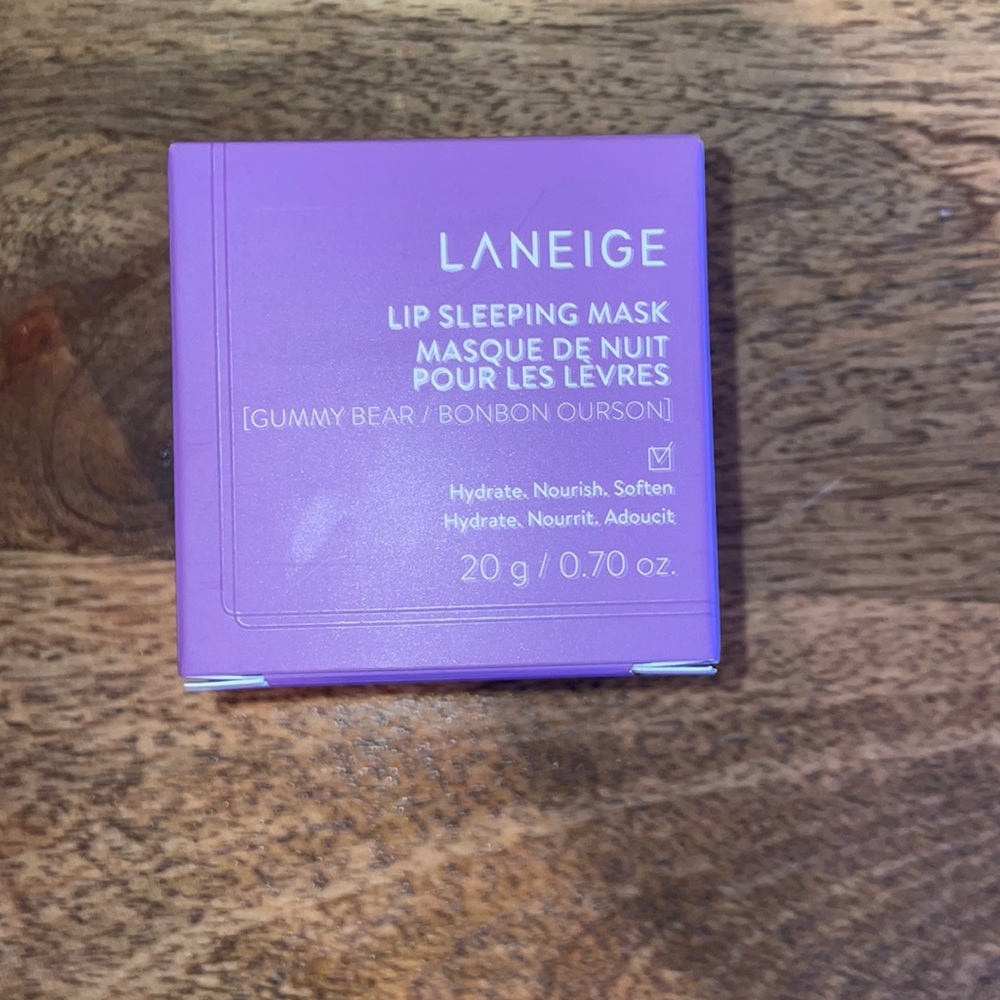 LANEIGE
LIP SLEEPING MASK
MASQUE DE NUIT
POUR LES LÈVRES
[GUMMY BEAR / BONBON OURSON]
Hydrate. Nourish. Soften
Hydrate. Nourrit. Adoucit
20 g / 0.70 oz.